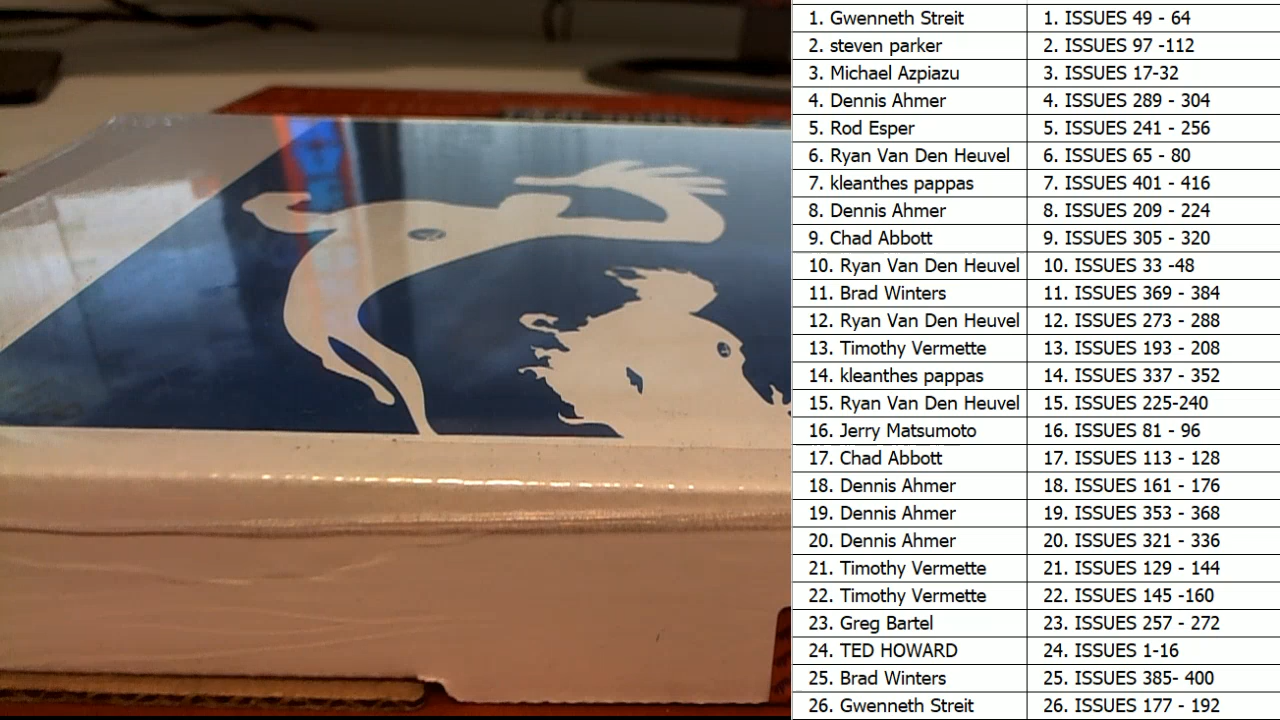 1. Gwenneth Streit 1. ISSUES 49 - 64
2. steven parker 2. ISSUES 97 -112
3. Michael Azpiazu 3. ISSUES 17-32
4. Dennis Ahmer 4. ISSUES 289 - 304
5. Rod Esper 5. ISSUES 241 - 256
6. Ryan Van Den Heuvel 6. ISSUES 65 - 80
7. kleanthes pappas 7. ISSUES 401 - 416
8. Dennis Ahmer 8. ISSUES 209 - 224
9. Chad Abbott 9. ISSUES 305 - 320
10. Ryan Van Den Heuvel 10. ISSUES 33 -48
11. Brad Winters 11. ISSUES 369 - 384
12. Ryan Van Den Heuvel 12. ISSUES 273 - 288
13. Timothy Vermette 13. ISSUES 193 - 208
14. kleanthes pappas 14. ISSUES 337 - 352
15. Ryan Van Den Heuvel 15. ISSUES 225-240
16. Jerry Matsumoto 16. ISSUES 81 - 96
17. Chad Abbott 17. ISSUES 113 - 128
18. Dennis Ahmer 18. ISSUES 161 - 176
19. Dennis Ahmer 19. ISSUES 353 - 368
20. Dennis Ahmer 20. ISSUES 321 - 336
21. Timothy Vermette 21. ISSUES 129 - 144
22. Timothy Vermette 22. ISSUES 145 -160
23. Greg Bartel 23. ISSUES 257 - 272
24. TED HOWARD 24. ISSUES 1-16
25. Brad Winters 25. ISSUES 385- 400
26. Gwenneth Streit 26. ISSUES 177 - 192